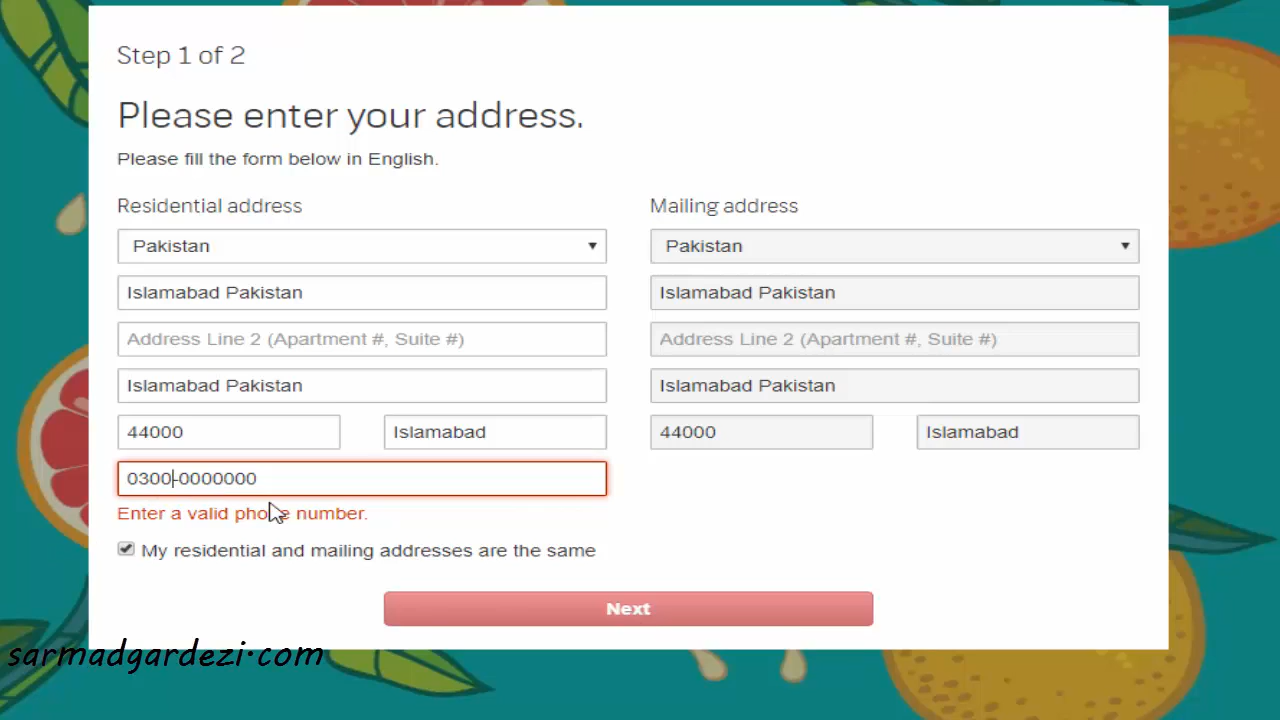 Step 1 of 2
Please enter your address.
Please fill the form below in English.
Residential address
Pakistan
Islamabad Pakistan
Address Line 2 (Apartment #, Suite #)
Islamabad Pakistan
44000
Islamabad
0300-0000000
Enter a valid phone number.
My residential and mailing addresses are the same
Mailing address
Pakistan
Islamabad Pakistan
Address Line 2 (Apartment #, Suite #)
Islamabad Pakistan
44000
Islamabad
Next
sarmadgardezi.com